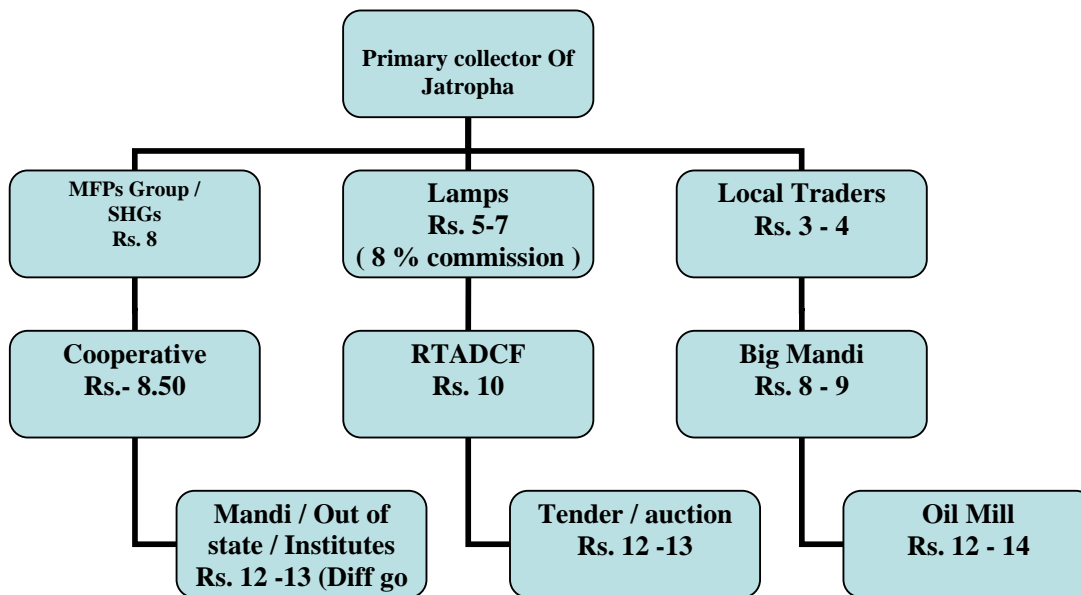 Primary collector Of
Jatropha
MFPs Group /
SHGs
Rs. 8
Lamps
Rs. 5-7
( 8 % commission )
Local Traders
Rs. 3 - 4
Cooperative
Rs.- 8.50
RTADCF
Rs. 10
Big Mandi
Rs. 8 - 9
Mandi / Out of
state / Institutes
Rs. 12 -13 (Diff go
Tender / auction
Rs. 12 -13
Oil Mill
Rs. 12 - 14